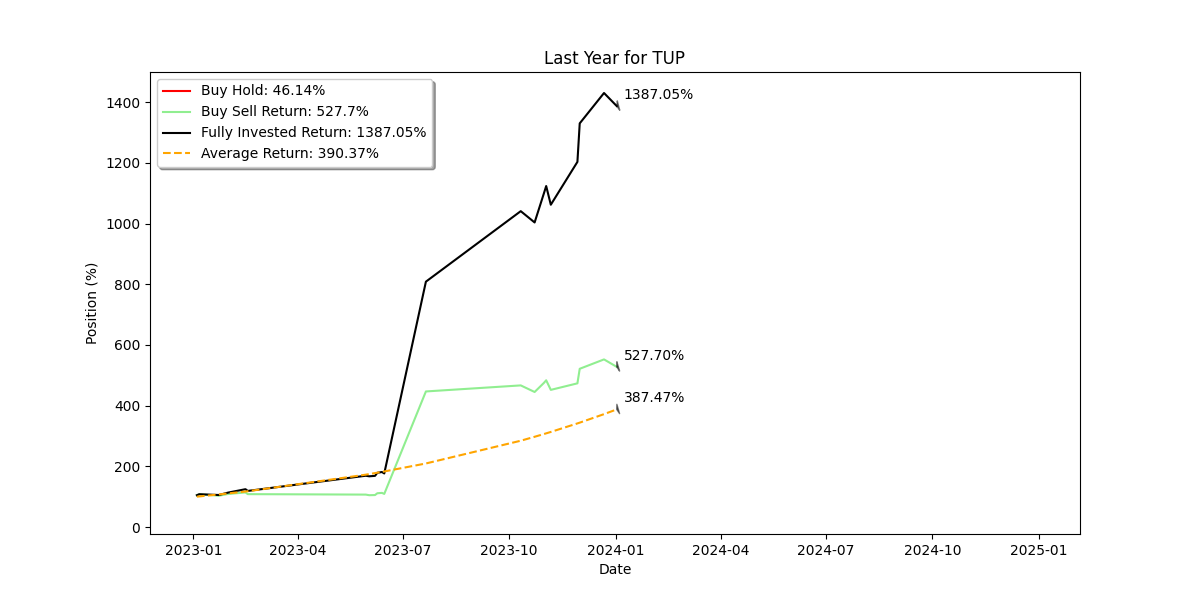 Last Year for TUP
Buy Hold: 46.14%
Buy Sell Return: 527.7%
Fully Invested Return: 1387.05%
Average Return: 390.37%
1387.05%
527.70%
387.47%
1400
1200
1000
800
600
400
200
0
Position (%)
2023-01
2023-04
2023-07
2023-10
2024-01
2024-04
2024-07
2024-10
2025-01
Date